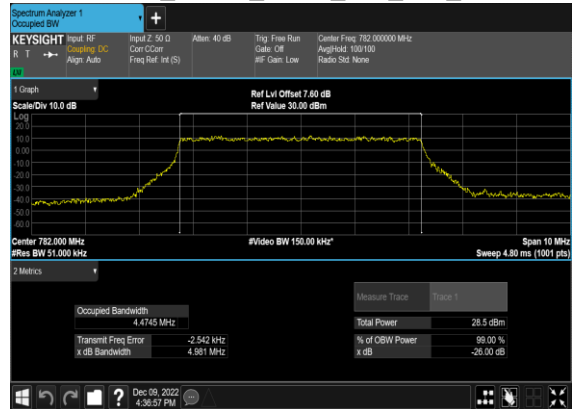 Spectrum Analyzer 1
Occupied BW
+
KEYSIGHT Input: RF Input Z: 50 Ω Atten: 40 dB Trig: Free Run Center Freq: 782.000000 MHz
R T Coupling: DC Corr CCorr Gate: Off Avg|Hold: 100/100
Align: Auto Freq Ref: Int (S) #IF Gain: Low Radio Std: None
1 Graph
Ref Lvl Offset 7.60 dB
Scale/Div 10.0 dB Ref Value 30.00 dBm
Log
20.0
10.0
0.00
-10.0
-20.0
-30.0
-40.0
-50.0
-60.0
Center 782.000 MHz #Video BW 150.00 kHz* Span 10 MHz
#Res BW 51.000 kHz Sweep 4.80 ms (1001 pts)
2 Metrics
Measure Trace Trace 1
Occupied Bandwidth
4.4745 MHz Total Power 28.5 dBm
Transmit Freq Error -2.542 kHz % of OBW Power 99.00 %
x dB Bandwidth 4.981 MHz x dB -26.00 dB
? Dec 09, 2022
4:36:57 PM